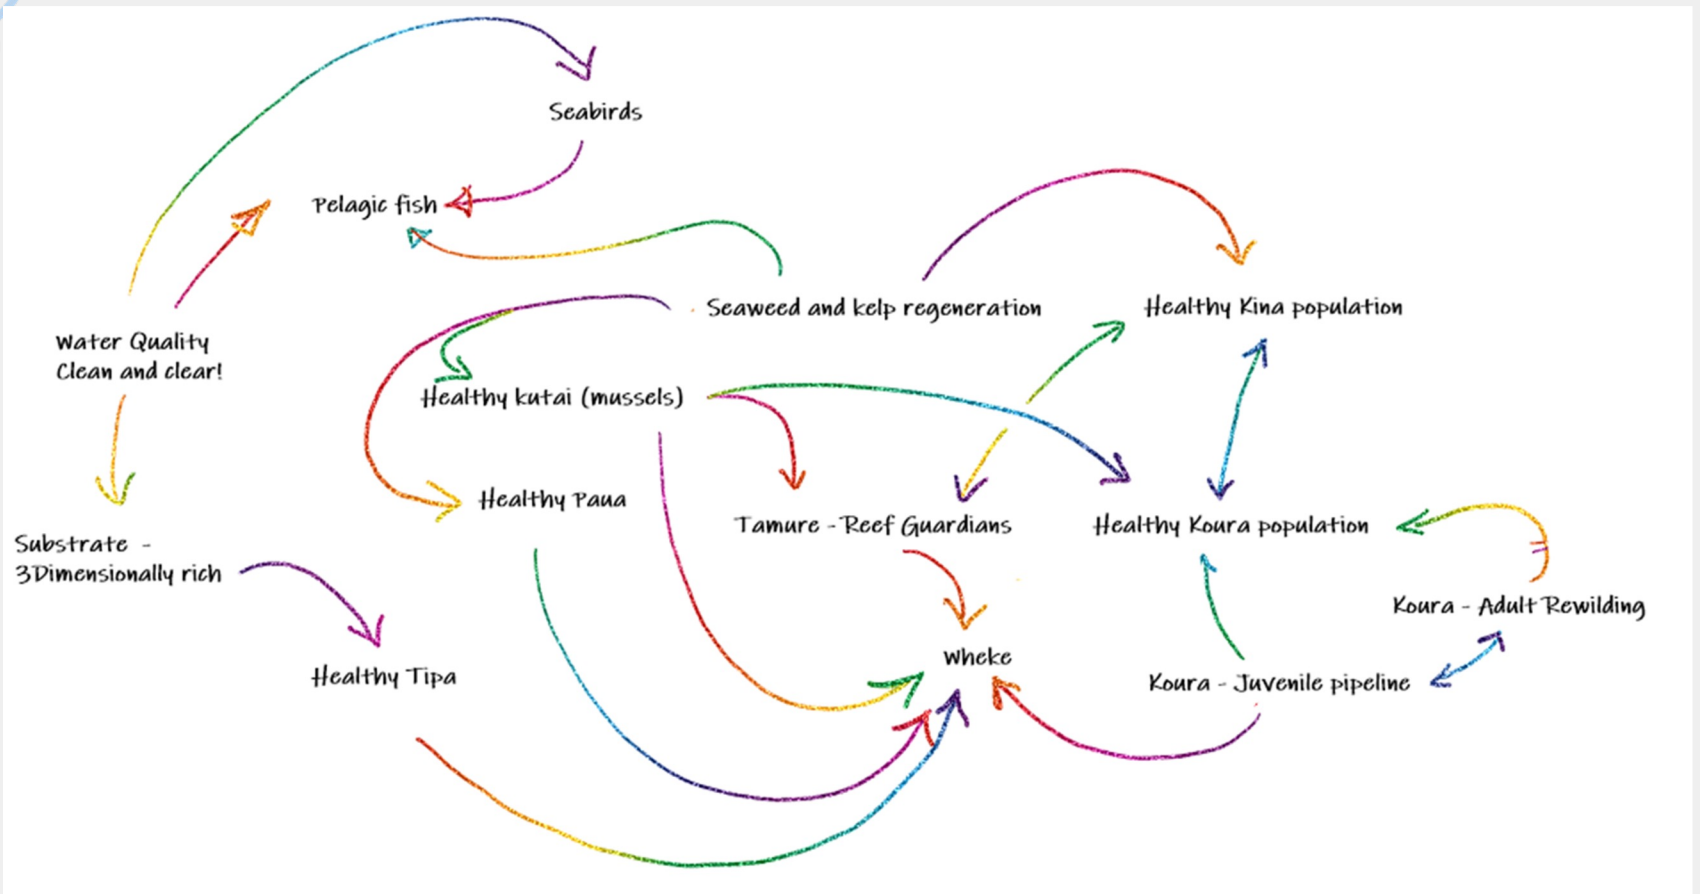 Seabirds
Pelagic fish
Seaweed and kelp regeneration
Healthy Kina population
Water Quality
Clean and clear!
Healthy kutai (mussels)
Healthy Paua
Tamure - Reef Guardians
Healthy Koura population
Substrate -
3Dimensionally rich
Koura - Adult Rewilding
Wheke
Healthy Tipa
Koura - Juvenile pipeline